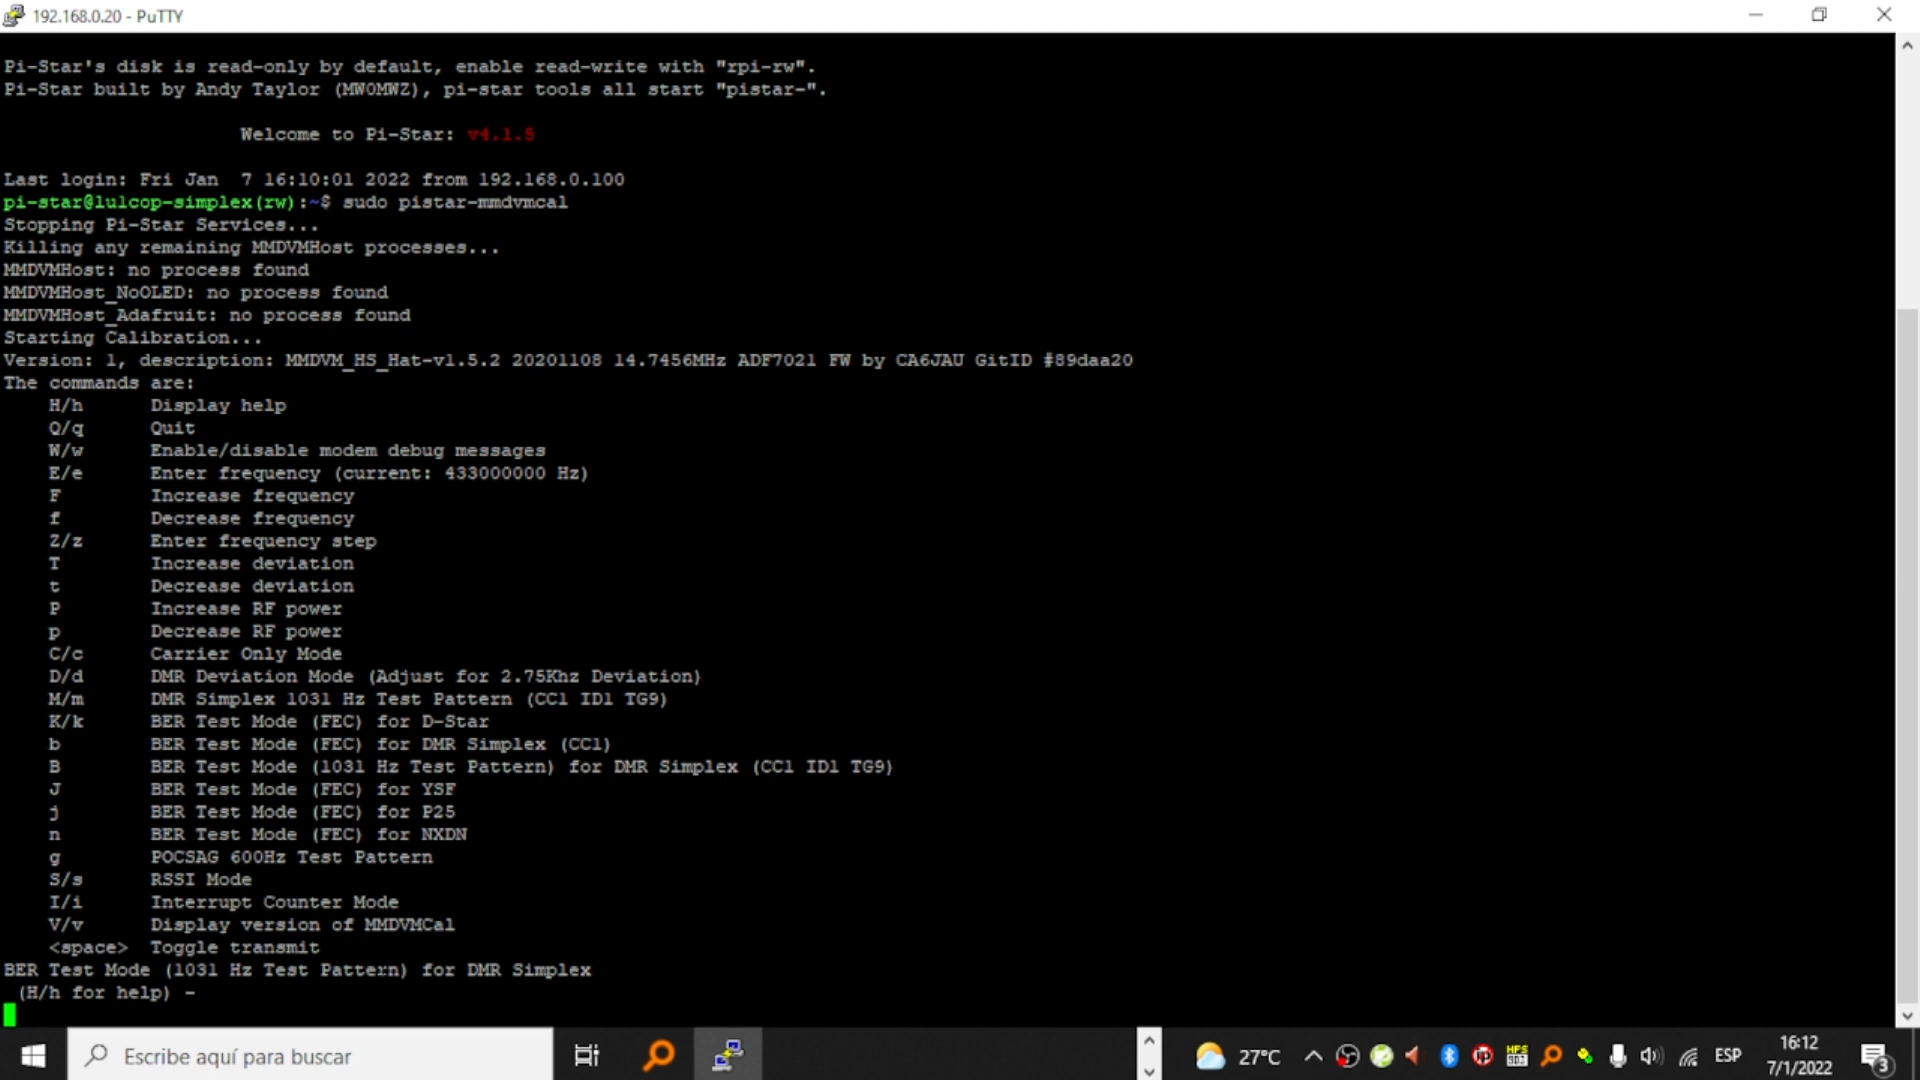 192.168.0.20 - PuTTY
Pi-Star's disk is read-only by default, enable read-write with "rpi-rw".
Pi-Star built by Andy Taylor (MW0MWZ), pi-star tools all start "pistar-".
Welcome to Pi-Star: v4.1.5
Last login: Fri Jan  7 16:10:01 2022 from 192.168.0.100
pi-star@lu1cop-simplex(rw):~$ sudo pistar-mmdvmcal
Stopping Pi-Star Services...
Killing any remaining MMDVMHost processes...
MMDVMHost: no process found
MMDVMHost_NoOLED: no process found
MMDVMHost_Adafruit: no process found
Starting Calibration...
Version: 1, description: MMDVM_HS_Hat-v1.5.2 20201108 14.7456MHz ADF7021 FW by CA6JAU GitID #89daa20
The commands are:
H/h Display help
Q/q Quit
W/w Enable/disable modem debug messages
E/e Enter frequency (current: 433000000 Hz)
F Increase frequency
f Decrease frequency
Z/z Enter frequency step
T Increase deviation
t Decrease deviation
P Increase RF power
p Decrease RF power
C/c Carrier Only Mode
D/d DMR Deviation Mode (Adjust for 2.75Khz Deviation)
M/m DMR Simplex 1031 Hz Test Pattern (CC1 ID1 TG9)
K/k BER Test Mode (FEC) for D-Star
b BER Test Mode (FEC) for DMR Simplex (CC1)
B BER Test Mode (1031 Hz Test Pattern) for DMR Simplex (CC1 ID1 TG9)
J BER Test Mode (FEC) for YSF
j BER Test Mode (FEC) for P25
n BER Test Mode (FEC) for NXDN
g POCSAG 600Hz Test Pattern
S/s RSSI Mode
I/i Interrupt Counter Mode
V/v Display version of MMDVMCal
<space> Toggle transmit
BER Test Mode (1031 Hz Test Pattern) for DMR Simplex
(H/h for help) -
Escribe aquí para buscar
27°C
HFS
ESP
16:12
7/1/2022
3